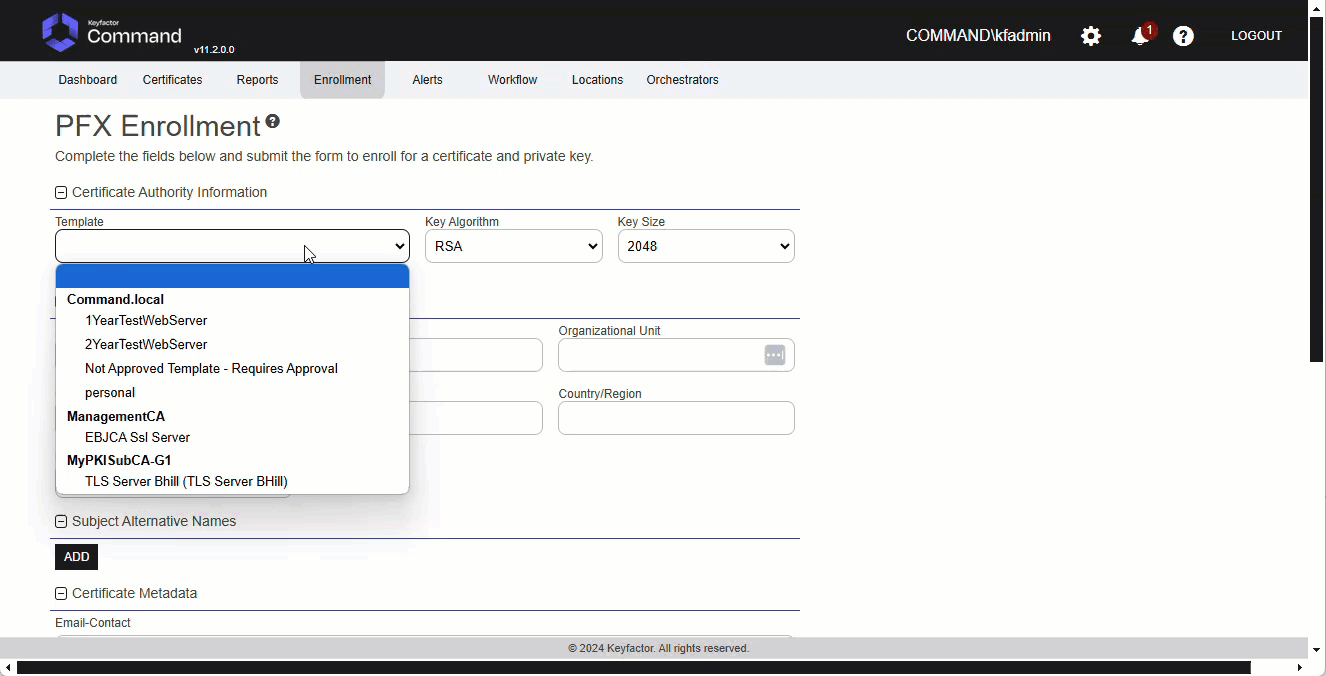 Keyfactor
Command
v11.2.0.0
COMMAND\kfadmin
1
?
LOGOUT
Dashboard Certificates Reports Enrollment Alerts Workflow Locations Orchestrators
PFX Enrollment ?
Complete the fields below and submit the form to enroll for a certificate and private key.
Certificate Authority Information
Template Key Algorithm Key Size
RSA 2048
Command.local
1YearTestWebServer
Organizational Unit
2YearTestWebServer
Not Approved Template - Requires Approval
personal
Country/Region
ManagementCA
EBJCA Ssl Server
MyPKISubCA-G1
TLS Server Bhill (TLS Server BHill)
Subject Alternative Names
ADD
Certificate Metadata
Email-Contact
© 2024 Keyfactor. All rights reserved.